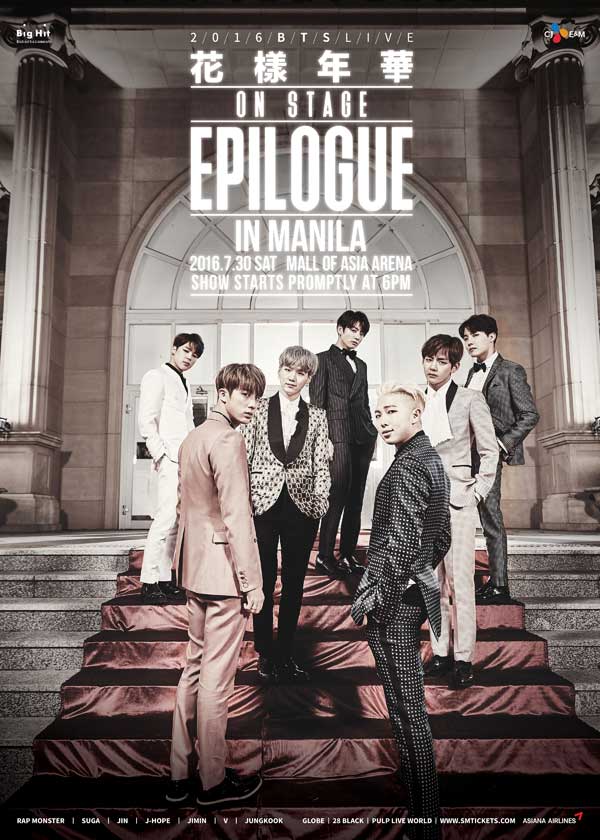 Big Hit
Entertainment
CJ E&M
2/0/1/6/B/T/S/L/I/V/E
花樣年華
ON STAGE
EPILOGUE
IN MANILA
2016.7.30 SAT MALL OF ASIA ARENA
SHOW STARTS PROMPTLY AT 6PM
RAP MONSTER | SUGA | JIN | J-HOPE | JIMIN | V | JUNGKOOK GLOBE | 28 BLACK | PULP LIVE WORLD | WWW.SMTICKETS.COM ASIANA AIRLINES